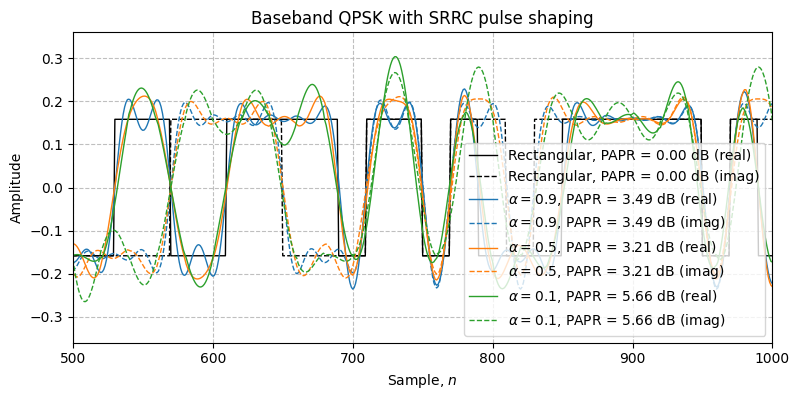 Baseband QPSK with SRRC pulse shaping
Amplitude
0.3
0.2
0.1
0.0
−0.1
−0.2
−0.3
Rectangular, PAPR = 0.00 dB (real)
Rectangular, PAPR = 0.00 dB (imag)
α = 0.9, PAPR = 3.49 dB (real)
α = 0.9, PAPR = 3.49 dB (imag)
α = 0.5, PAPR = 3.21 dB (real)
α = 0.5, PAPR = 3.21 dB (imag)
α = 0.1, PAPR = 5.66 dB (real)
α = 0.1, PAPR = 5.66 dB (imag)
500 600 700 800 900 1000
Sample, n